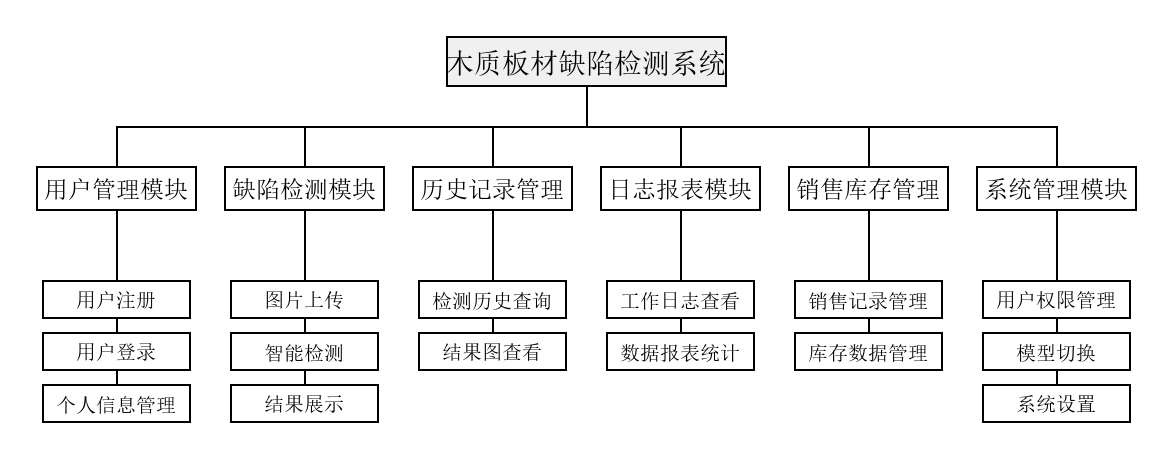 木质板材缺陷检测系统
用户管理模块
缺陷检测模块
历史记录管理
日志报表模块
销售库存管理
系统管理模块
用户注册
图片上传
检测历史查询
工作日志查看
销售记录管理
用户权限管理
用户登录
智能检测
结果图查看
数据报表统计
库存数据管理
模型切换
个人信息管理
结果展示
系统设置